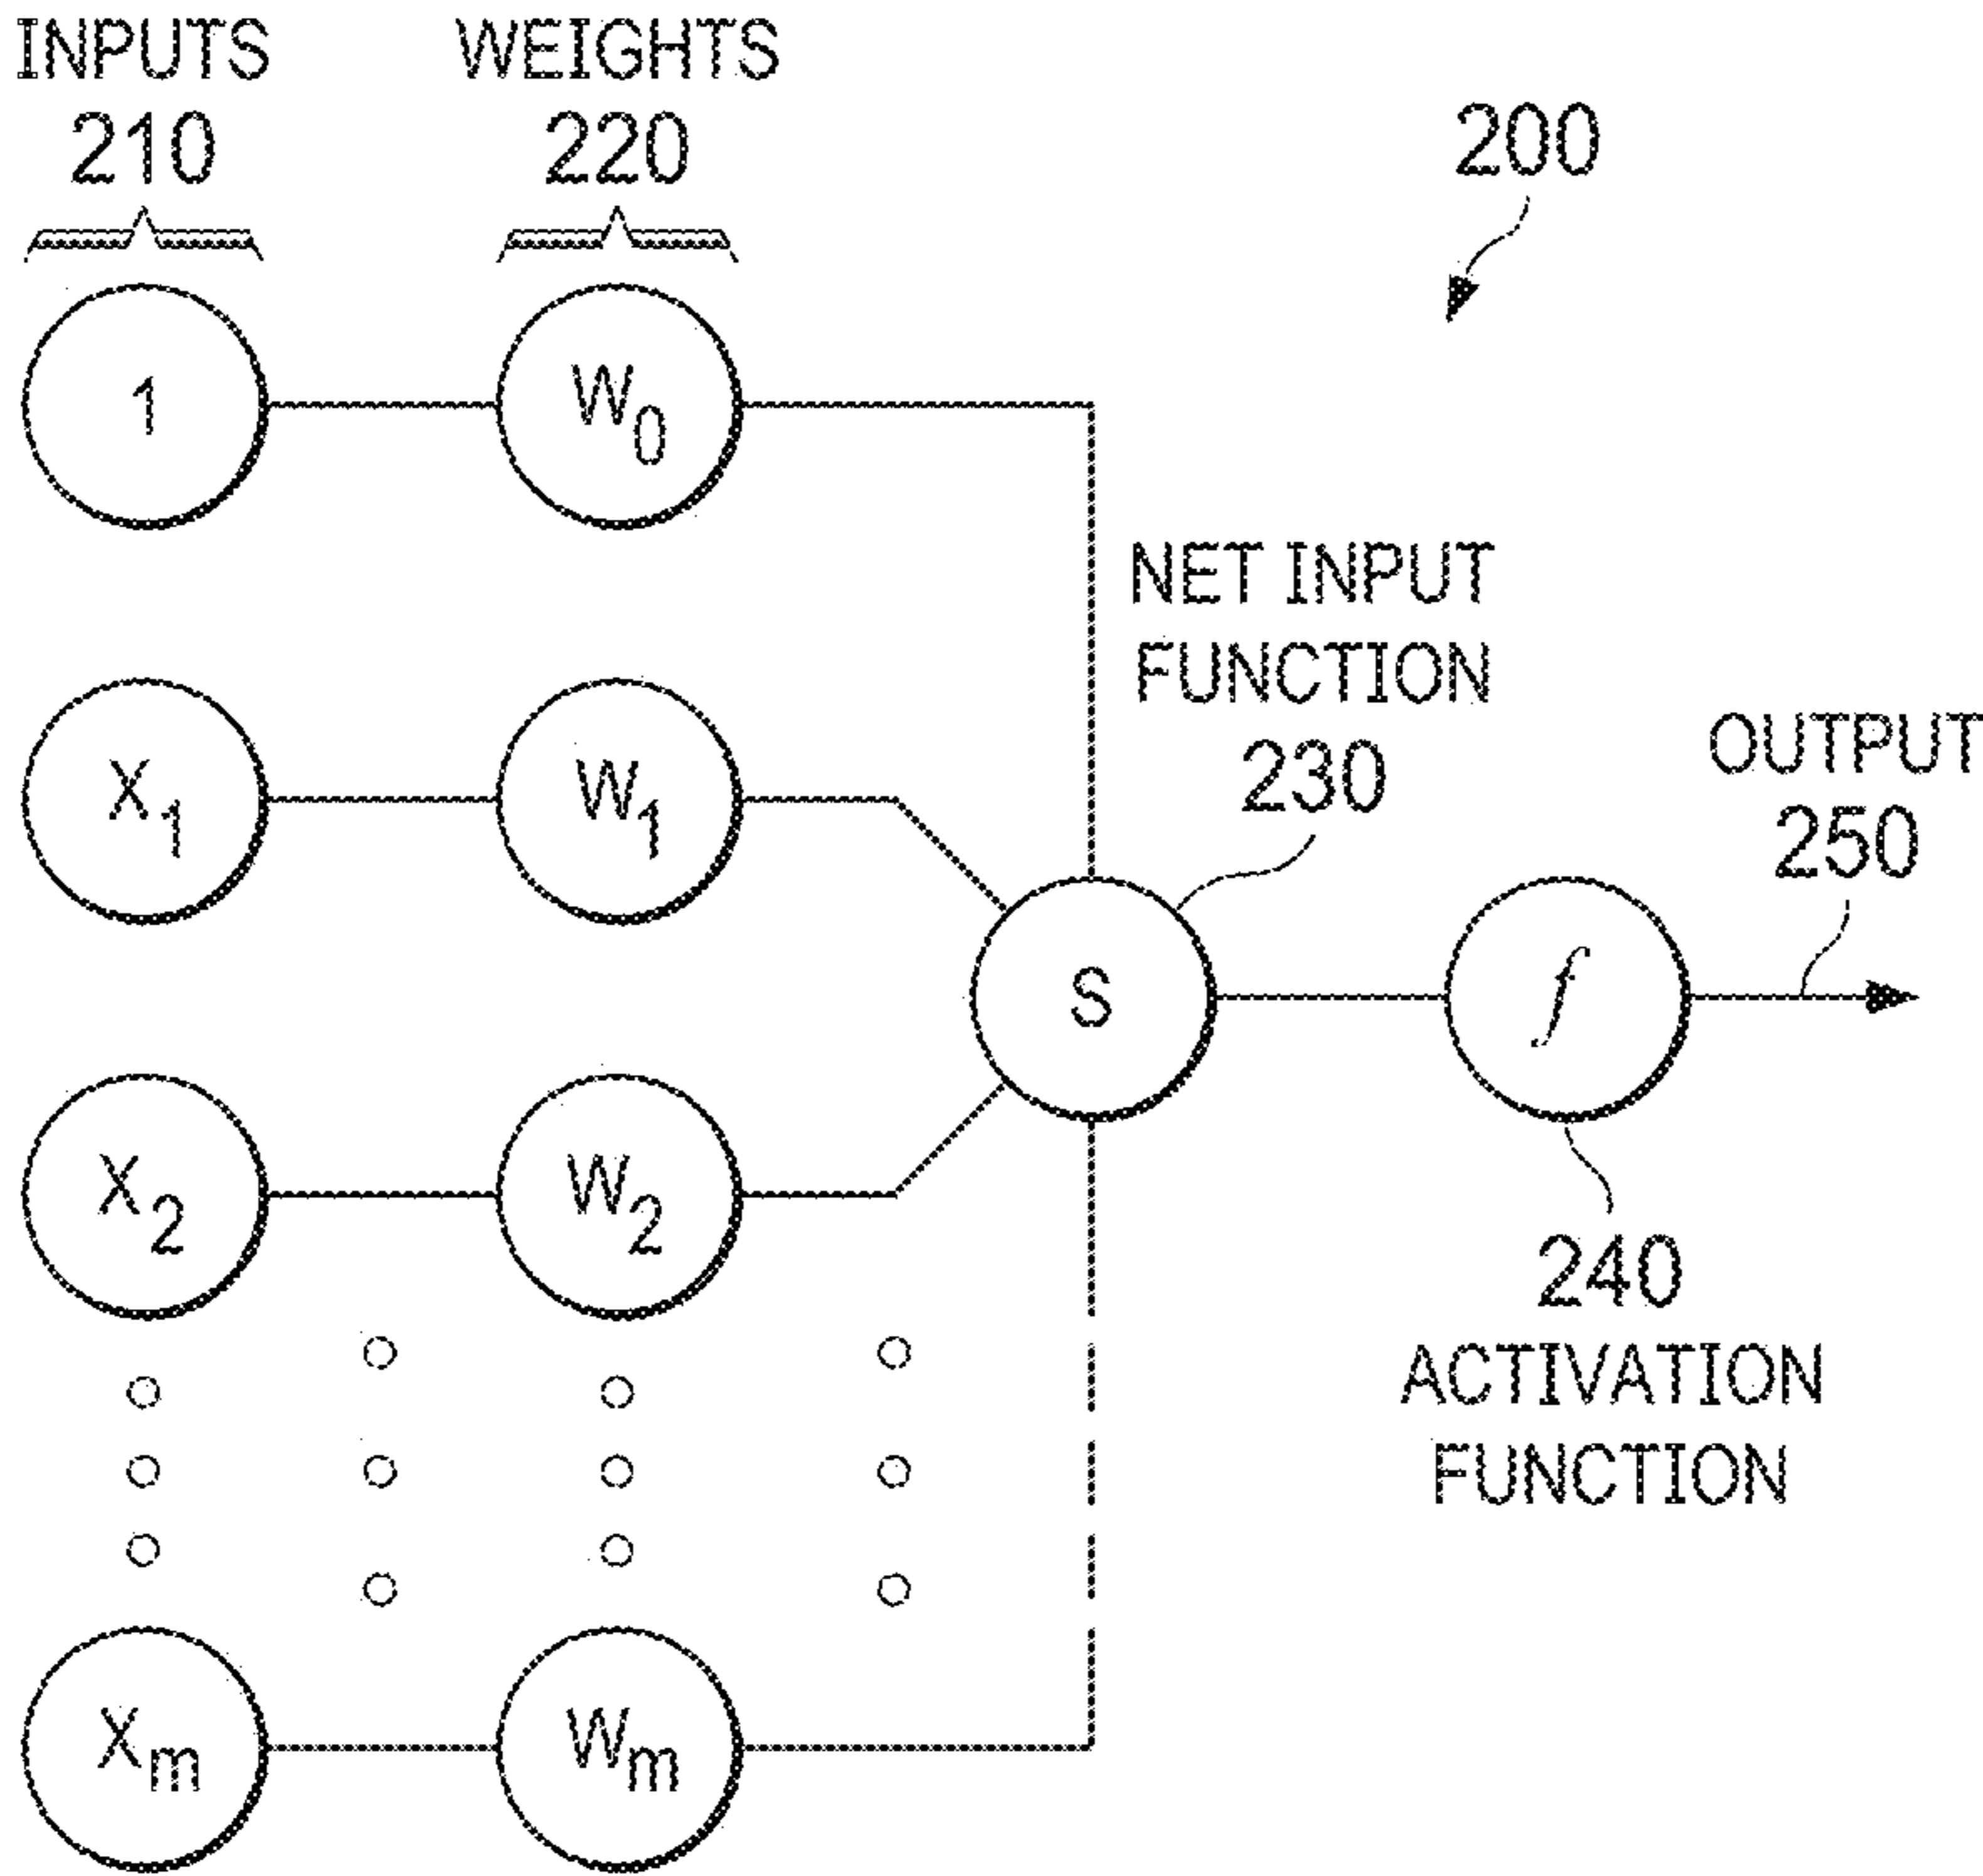 INPUTS
210
WEIGHTS
220
200
1
W0
NET INPUT
FUNCTION
230
OUTPUT
250
X1
W1
S
f
X2
W2
240
ACTIVATION
FUNCTION
Xm
Wm